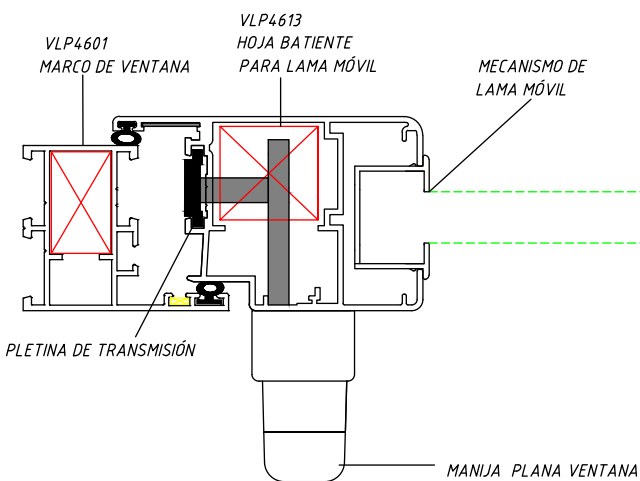 VLP4613
HOJA BATIENTE
PARA LAMA MÓVIL
VLP4601
MARCO DE VENTANA
MECANISMO DE
LAMA MÓVIL
PLETINA DE TRANSMISIÓN
MANIJA PLANA VENTANA